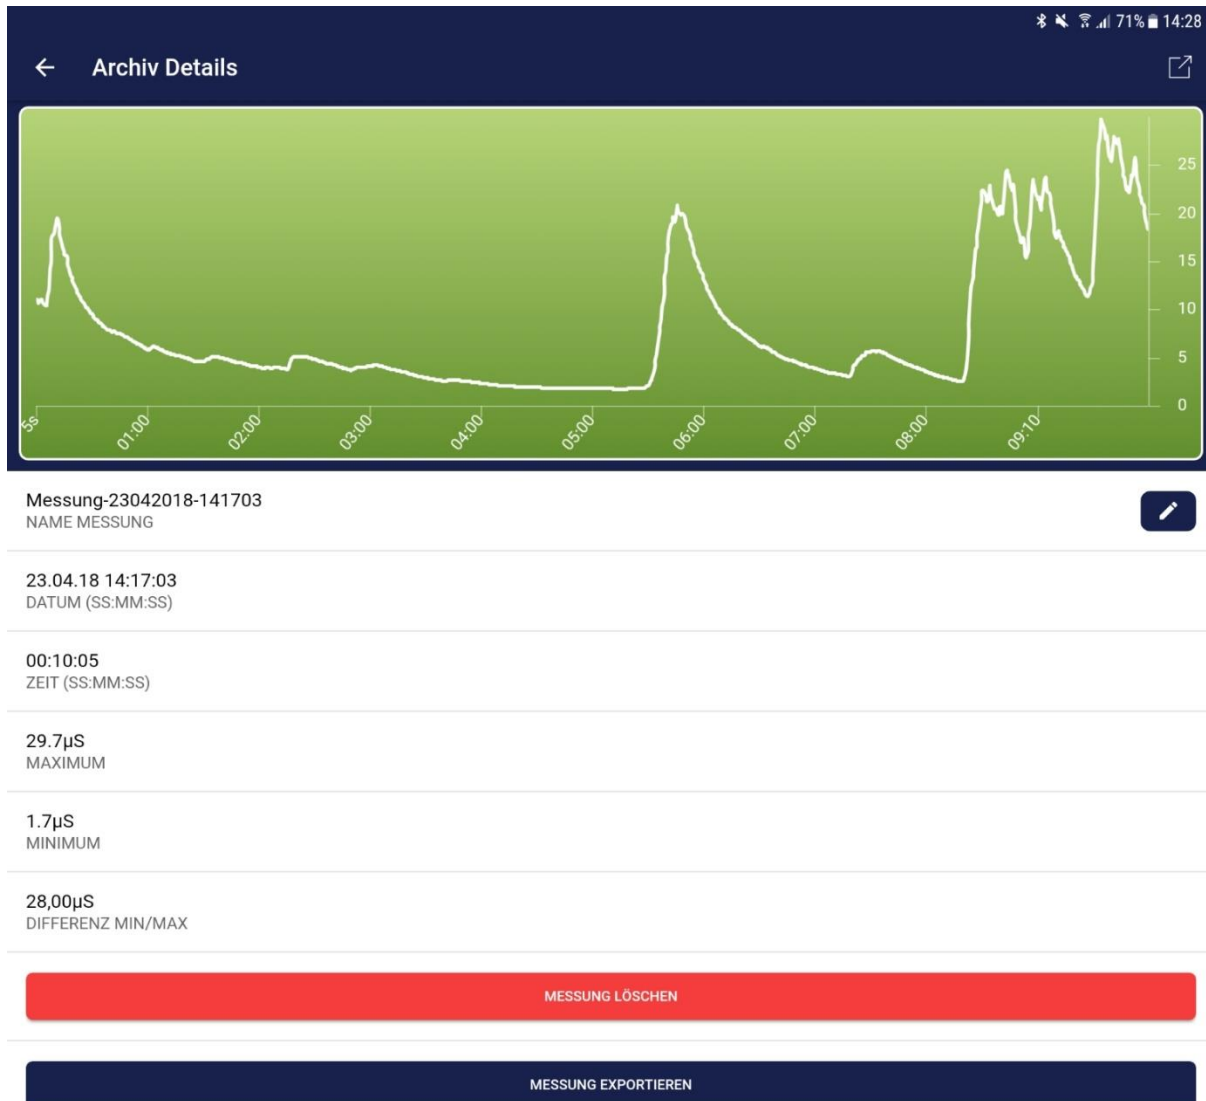 71% 14:28
Archiv Details
25
20
15
10
5
0
5s 01:00 02:00 03:00 04:00 05:00 06:00 07:00 08:00 09:10
Messung-23042018-141703
NAME MESSUNG
23.04.18 14:17:03
DATUM (SS:MM:SS)
00:10:05
ZEIT (SS:MM:SS)
29.7µS
MAXIMUM
1.7µS
MINIMUM
28,00µS
DIFFERENZ MIN/MAX
MESSUNG LÖSCHEN
MESSUNG EXPORTIEREN